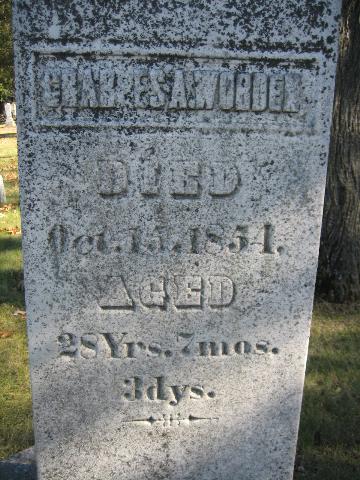 CHARLES A. WORDEN
DIED
Oct. 15. 1854.
AGED
28Yrs. 7mos.
3dys.